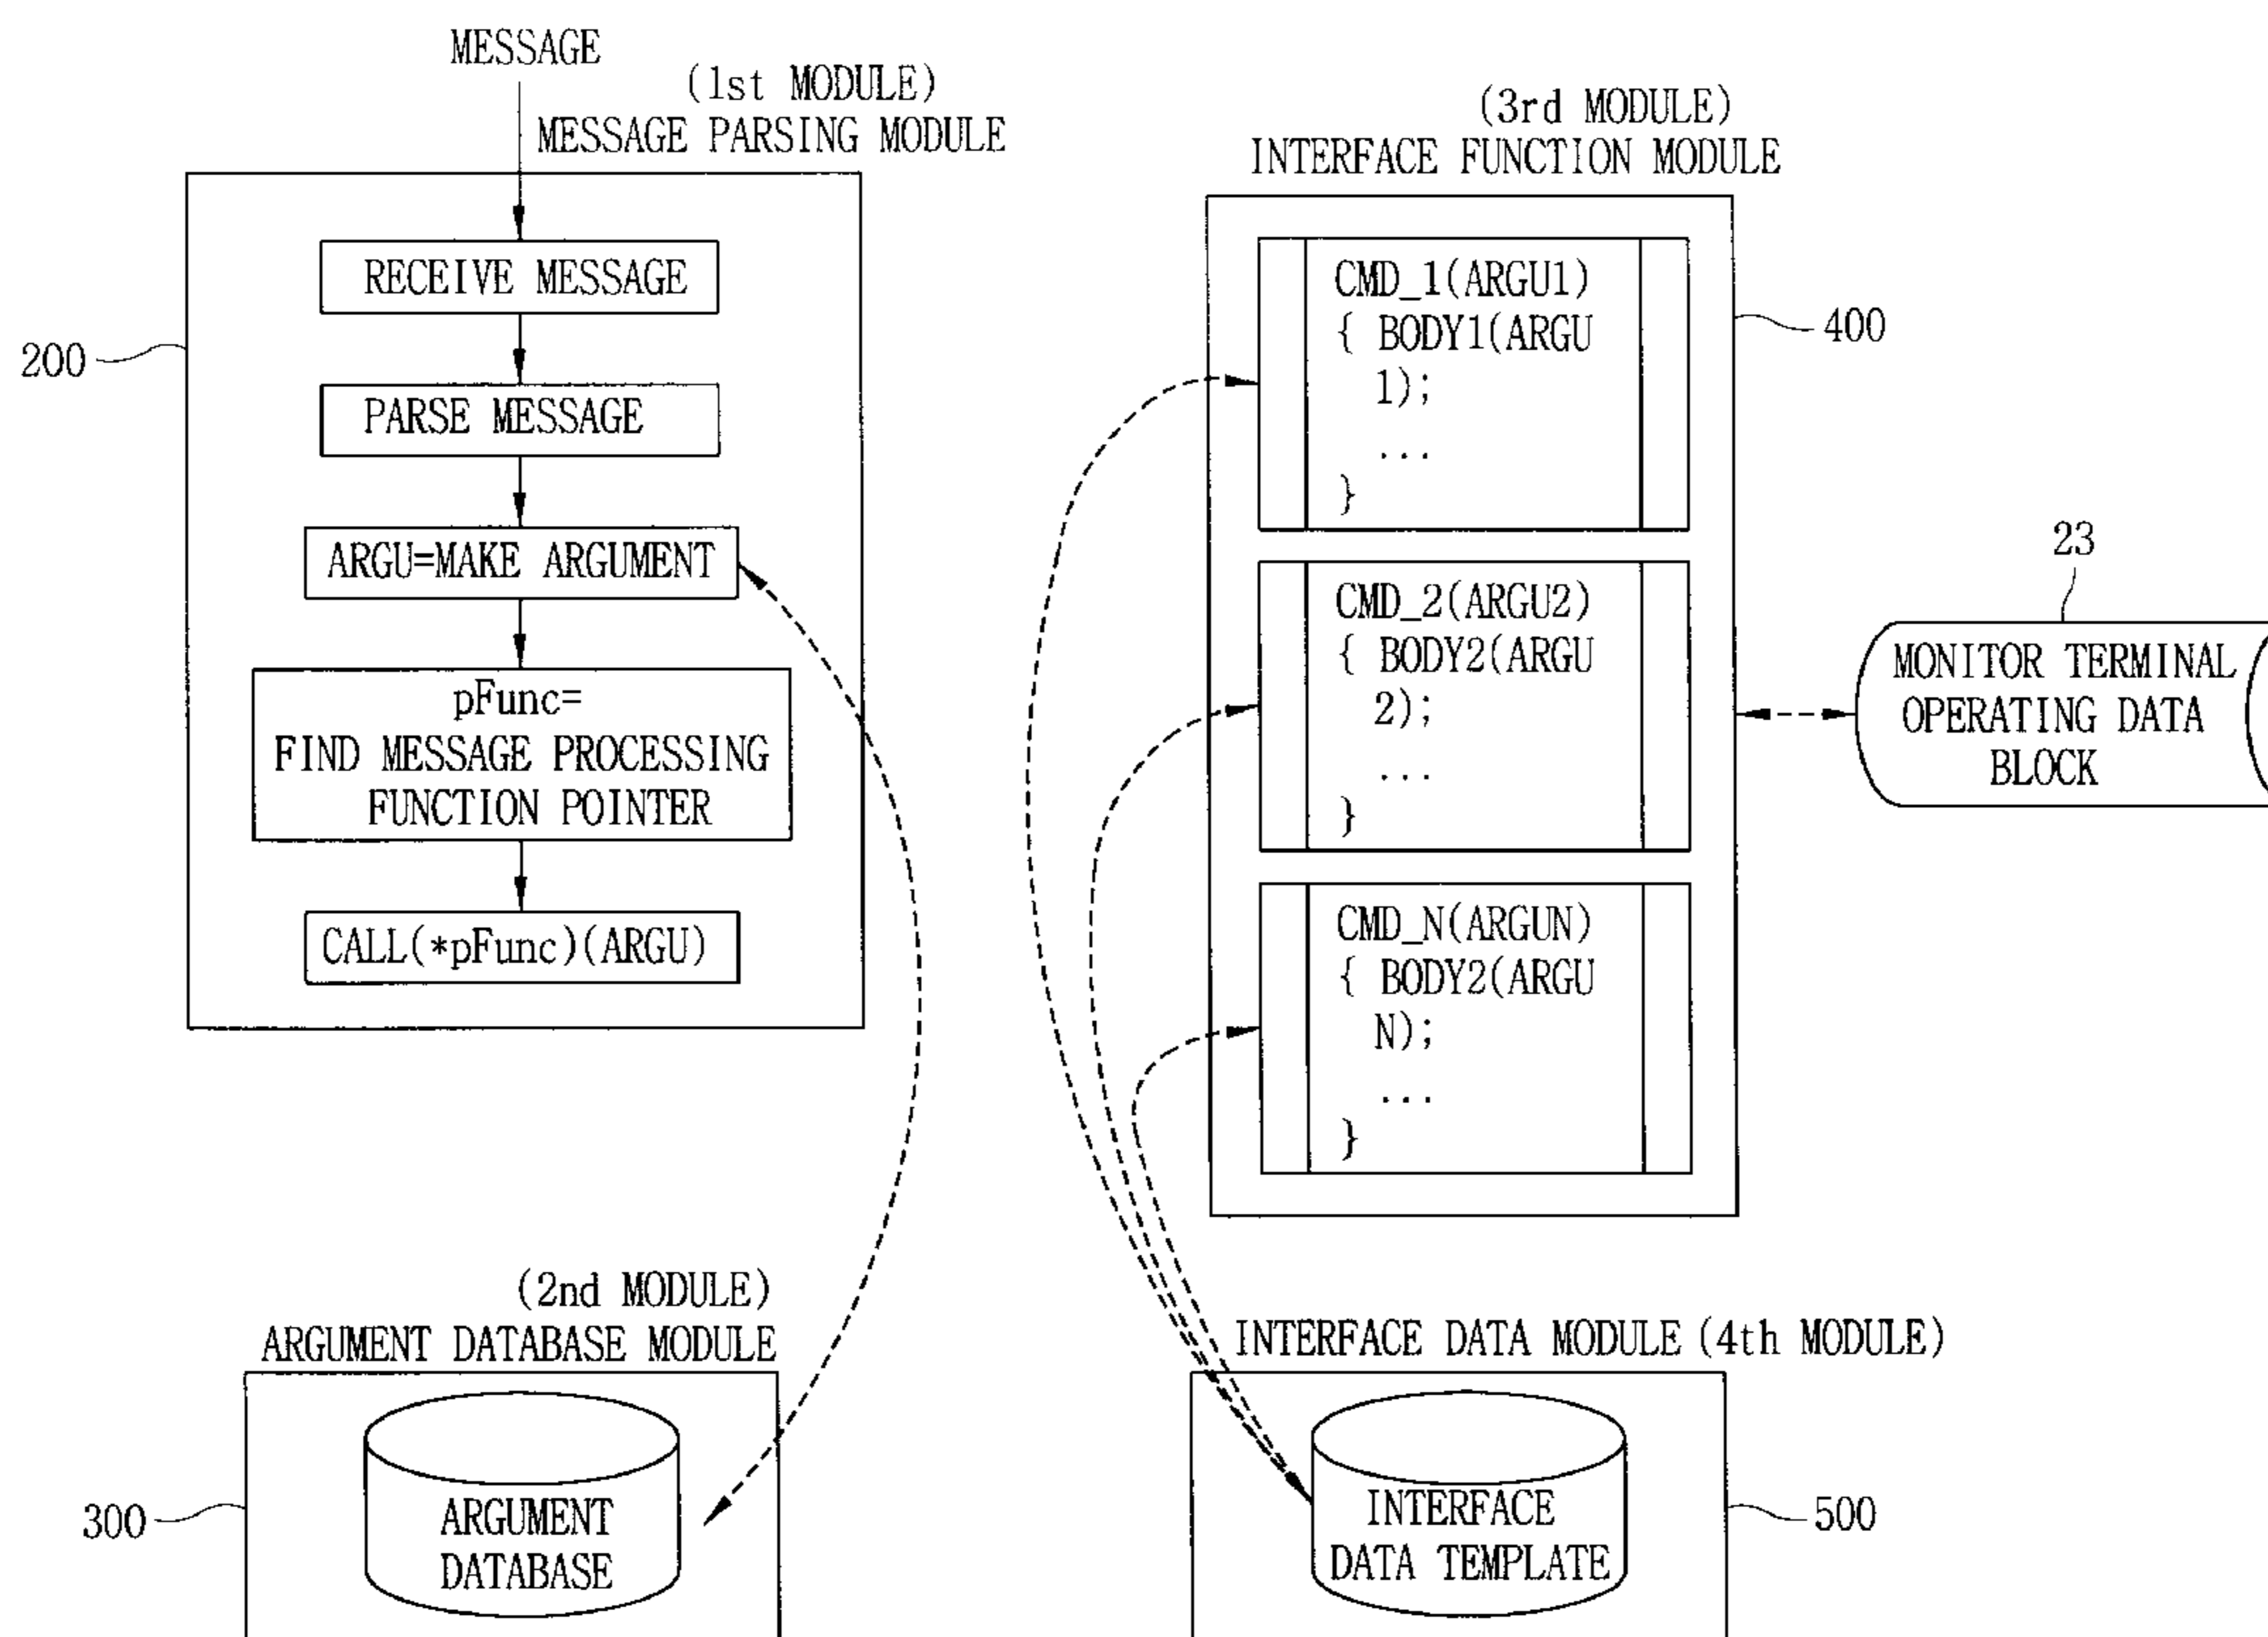 MESSAGE
(1st MODULE)
MESSAGE PARSING MODULE
RECEIVE MESSAGE
200
PARSE MESSAGE
ARGU=MAKE ARGUMENT
pFunc=
FIND MESSAGE PROCESSING
FUNCTION POINTER
CALL(*pFunc)(ARGU)
(3rd MODULE)
INTERFACE FUNCTION MODULE
CMD_1(ARGU1)
{ BODY1(ARGU
1);
...
}
400
CMD_2(ARGU2)
{ BODY2(ARGU
2);
...
}
CMD_N(ARGUN)
{ BODY2(ARGU
N);
...
}
23
MONITOR TERMINAL
OPERATING DATA
BLOCK
(2nd MODULE)
ARGUMENT DATABASE MODULE
300
ARGUMENT
DATABASE
INTERFACE DATA MODULE (4th MODULE)
INTERFACE
DATA TEMPLATE
500